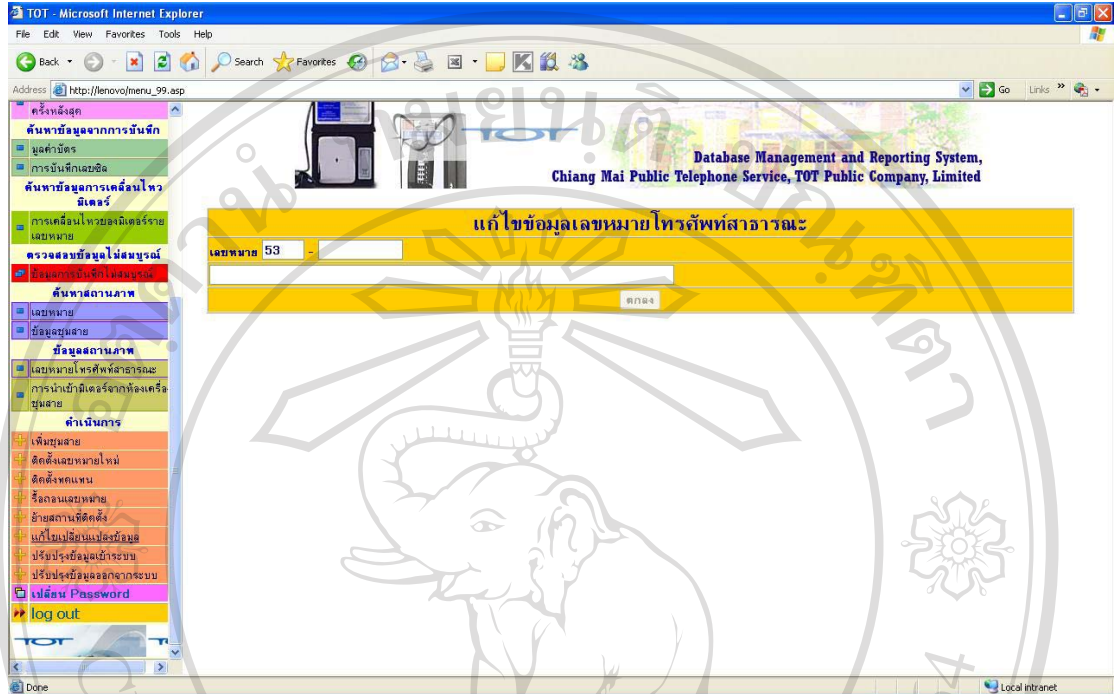 TOT - Microsoft Internet Explorer
File Edit View Favorites Tools Help
Back Search Favorites
Address http://lenovo/menu_99.asp Go Links »
ครั้งหลังสุด
ค้นหาข้อมูลจากการบันทึก
มูลค่าบัตร
การบันทึกเลขซีล
ค้นหาข้อมูลการเคลื่อนไหว
มิเตอร์
การเคลื่อนไหวของมิเตอร์ราย
เลขหมาย
ตรวจสอบข้อมูลไม่สมบูรณ์
ข้อมูลการบันทึกไม่สมบูรณ์
ค้นหาสถานภาพ
เลขหมาย
ข้อมูลชุมสาย
ข้อมูลสถานภาพ
เลขหมายโทรศัพท์สาธารณะ
การนำเข้ามิเตอร์จากห้องเครื่อ
ชุมสาย
ดำเนินการ
เพิ่มชุมสาย
ติดตั้งเลขหมายใหม่
ติดตั้งทดแทน
รื้อถอนเลขหมาย
ย้ายสถานที่ติดตั้ง
แก้ไขเปลี่ยนแปลงข้อมูล
ปรับปรุงข้อมูลเข้าระบบ
ปรับปรุงข้อมูลออกจากระบบ
เปลี่ยน Password
log out
TOT
TOT
Database Management and Reporting System,
Chiang Mai Public Telephone Service, TOT Public Company, Limited
แก้ไขข้อมูลเลขหมายโทรศัพท์สาธารณะ
เลขหมาย 53 -
ตกลง
Done Local intranet